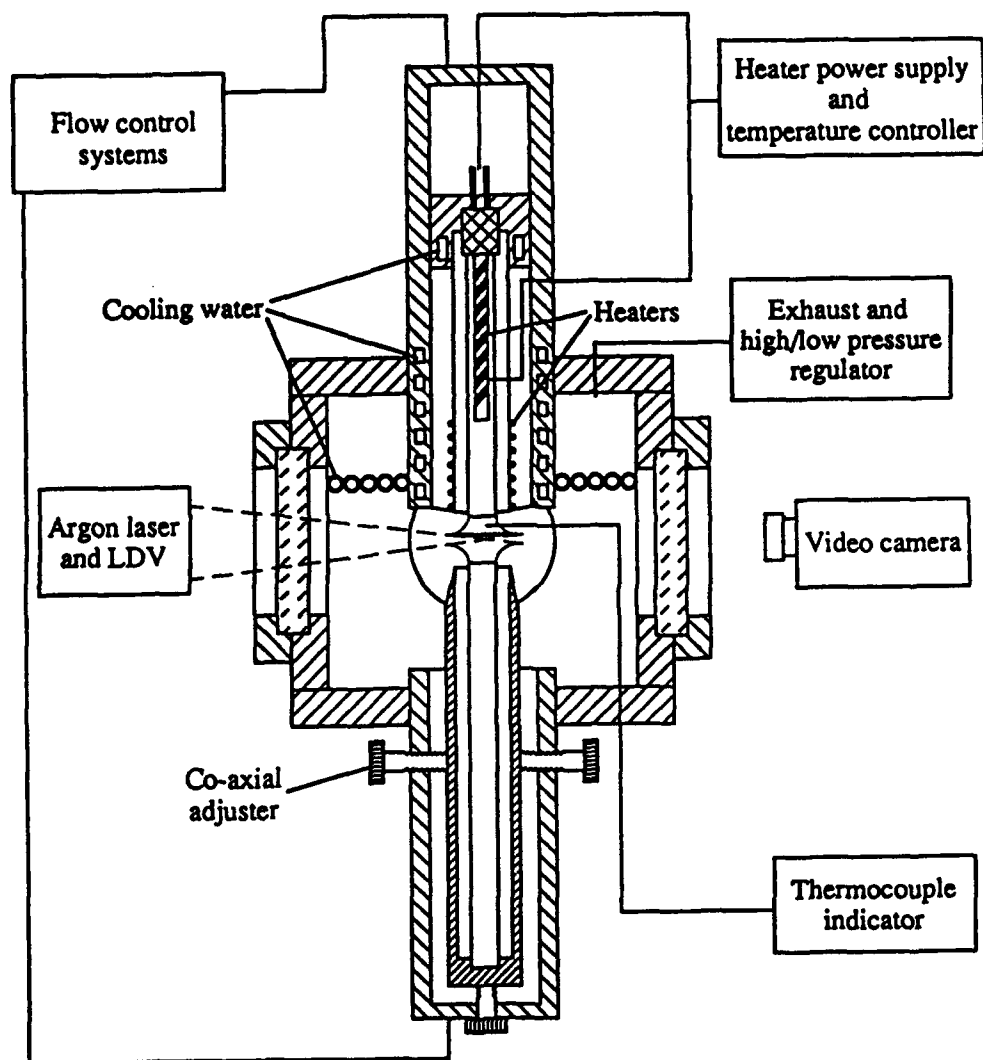 Flow control
systems
Heater power supply
and
temperature controller
Cooling water
Heaters
Exhaust and
high/low pressure
regulator
Argon laser
and LDV
Video camera
Co-axial
adjuster
Thermocouple
indicator